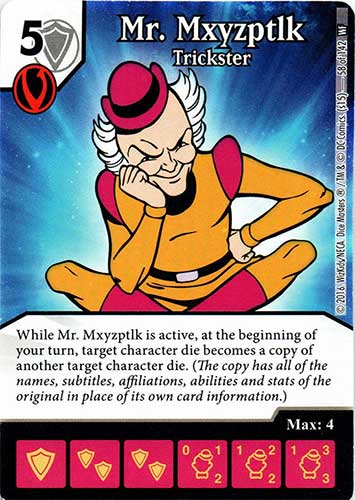 5
Mr. Mxyzptlk
Trickster
© 2016 WizKids/NECA Dice Masters ® / TM & © DC Comics (s15) 58 of 142 WF
While Mr. Mxyzptlk is active, at the beginning of
your turn, target character die becomes a copy of
another target character die. (The copy has all of
the names, subtitles, affiliations, abilities and stats of the
original in place of its own card information.)
Max: 4
0 1 2
1 2 2
1 3 3